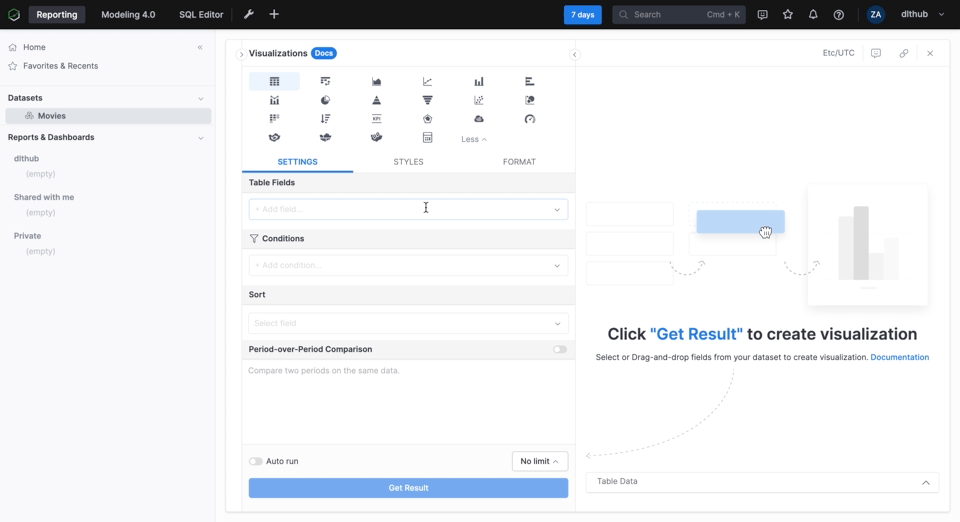 Reporting
Modeling 4.0
SQL Editor
7 days
Search
Cmd + K
ZA
dlthub
Home
Favorites & Recents
Datasets
Movies
Reports & Dashboards
dlthub
(empty)
Shared with me
(empty)
Private
(empty)
Visualizations
Docs
KPI
Less
SETTINGS
STYLES
FORMAT
Table Fields
+ Add field...
Conditions
+ Add condition...
Sort
Select field
Period-over-Period Comparison
Compare two periods on the same data.
Auto run
No limit
Get Result
Etc/UTC
Click "Get Result" to create visualization
Select or Drag-and-drop fields from your dataset to create visualization. Documentation
Table Data